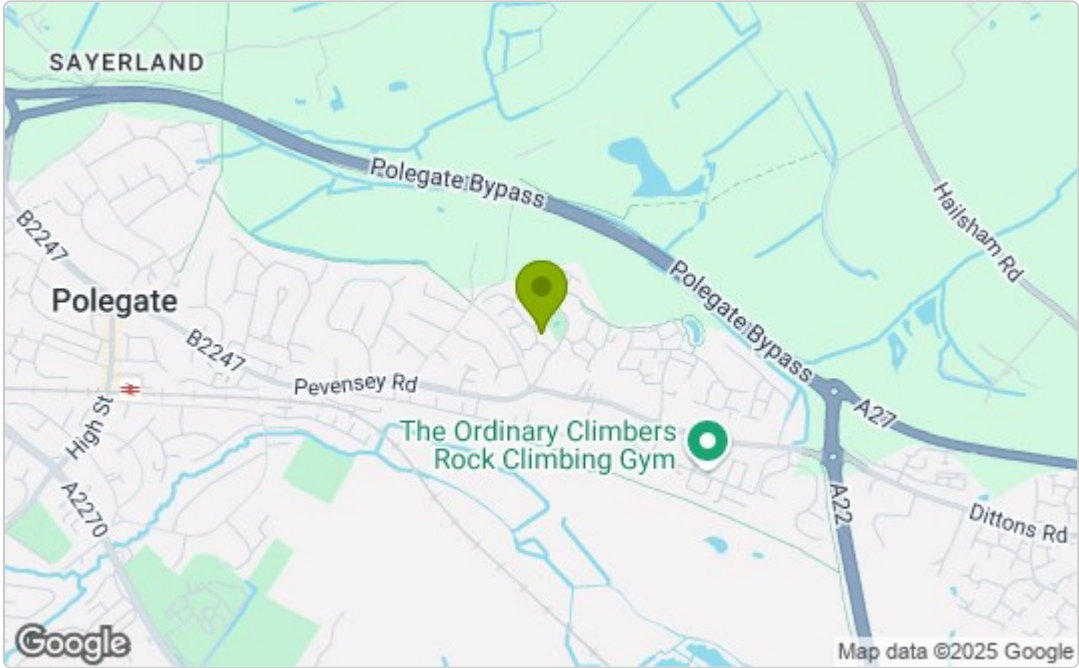 SAYERLAND
Polegate Bypass
Hailsham Rd
B2247
Polegate
Polegate Bypass
B2247
Pevensey Rd
High St
The Ordinary Climbers
Rock Climbing Gym
A27
A2270
A22
Dittons Rd
Google
Map data ©2025 Google